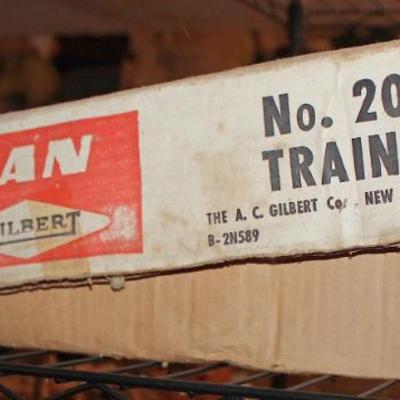 AN
GILBERT
No. 20
TRAIN
THE A. C. GILBERT Co. NEW
B-2N589